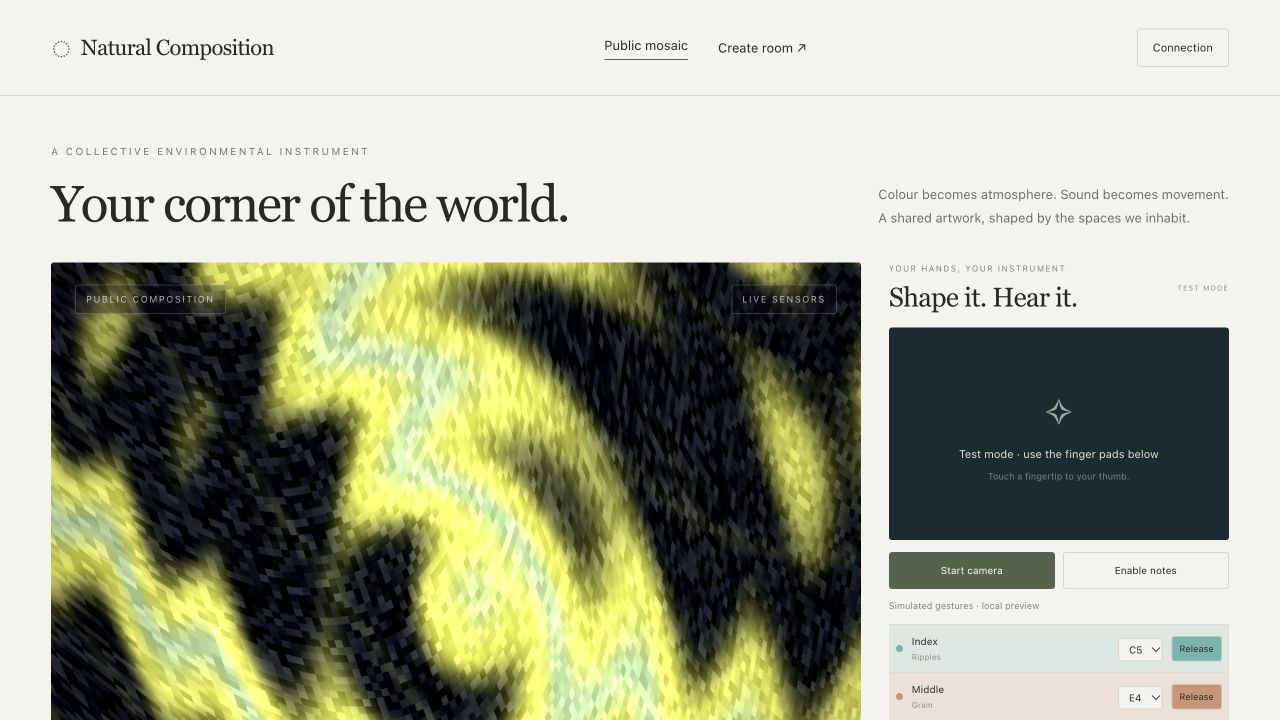 Natural Composition
Public mosaic
Create room ↗
Connection
A COLLECTIVE ENVIRONMENTAL INSTRUMENT
Your corner of the world.
Colour becomes atmosphere. Sound becomes movement.
A shared artwork, shaped by the spaces we inhabit.
PUBLIC COMPOSITION
LIVE SENSORS
YOUR HANDS, YOUR INSTRUMENT
Shape it. Hear it.
TEST MODE
Test mode · use the finger pads below
Touch a fingertip to your thumb.
Start camera
Enable notes
Simulated gestures · local preview
Index
Ripples
C5
Release
Middle
Grain
E4
Release